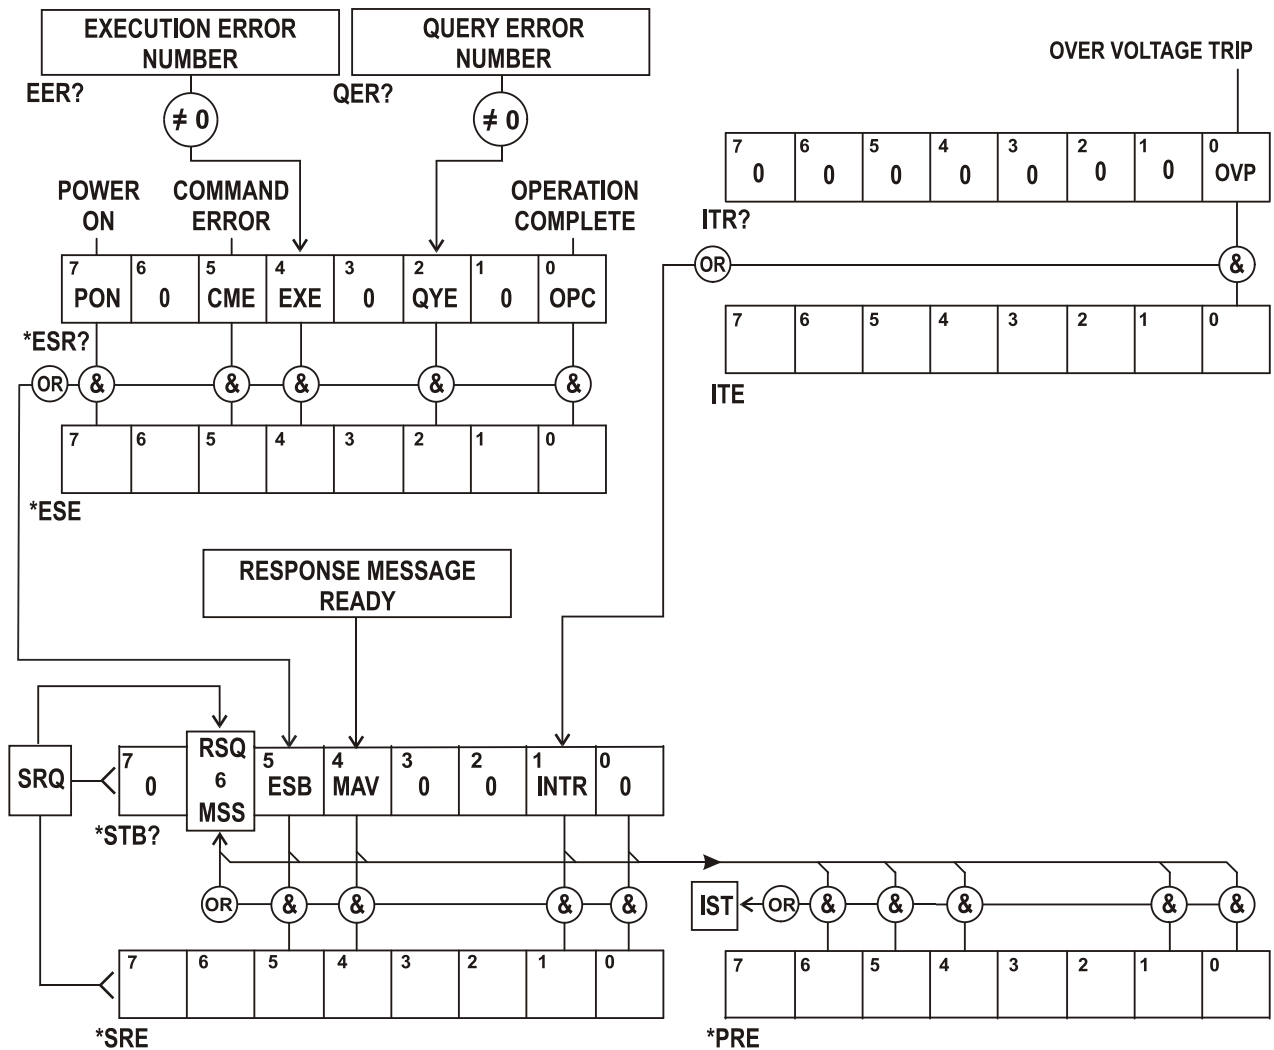 EXECUTION ERROR
NUMBER
QUERY ERROR
NUMBER
OVER VOLTAGE TRIP
EER?
QER?
≠ 0
≠ 0
7 6 5 4 3 2 1 0
0 0 0 0 0 0 0 OVP
ITR?
POWER
ON
COMMAND
ERROR
OPERATION
COMPLETE
7 6 5 4 3 2 1 0
PON 0 CME EXE 0 QYE 0 OPC
*ESR?
OR & & & & &
OR &
7 6 5 4 3 2 1 0
ITE
7 6 5 4 3 2 1 0
*ESE
RESPONSE MESSAGE
READY
SRQ
7 5 4 3 2 1 0
0 ESB MAV 0 0 INTR 0
RSQ
6
MSS
*STB?
OR & & & &
IST OR & & & & &
7 6 5 4 3 2 1 0
*SRE
7 6 5 4 3 2 1 0
*PRE